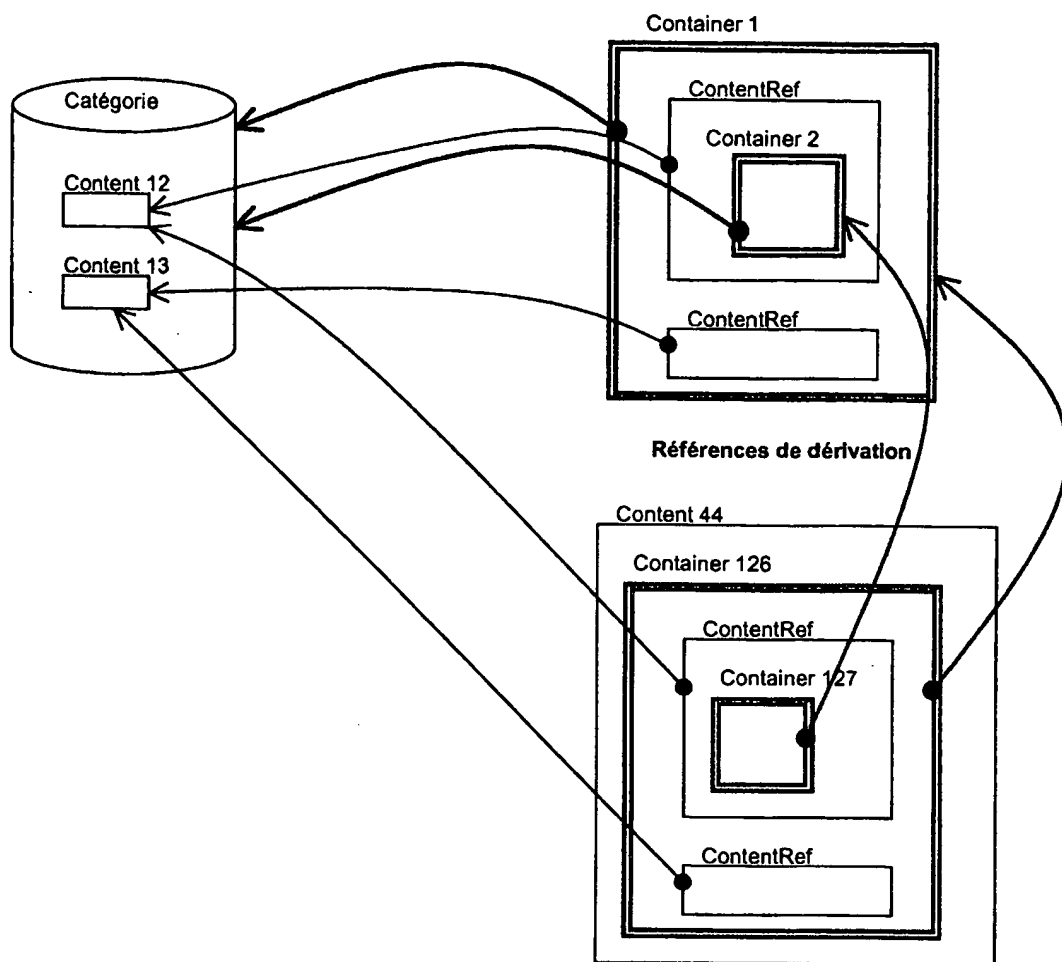 Container 1
Catégorie
ContentRef
Container 2
Content 12
Content 13
ContentRef
Références de dérivation
Content 44
Container 126
ContentRef
Container 127
ContentRef